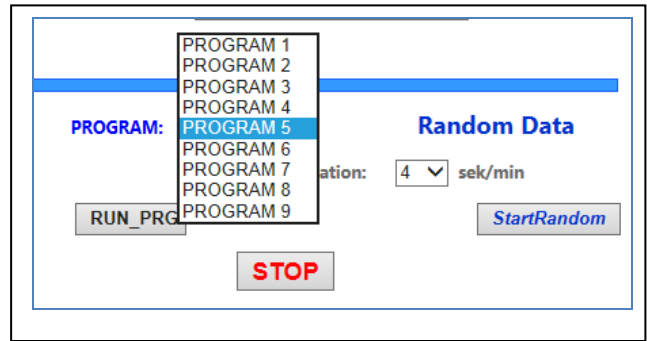 PROGRAM 1
PROGRAM 2
PROGRAM 3
PROGRAM 4
PROGRAM: PROGRAM 5 Random Data
PROGRAM 6
PROGRAM 7 ation: 4 sek/min
PROGRAM 8
RUN_PRG PROGRAM 9 StartRandom
STOP